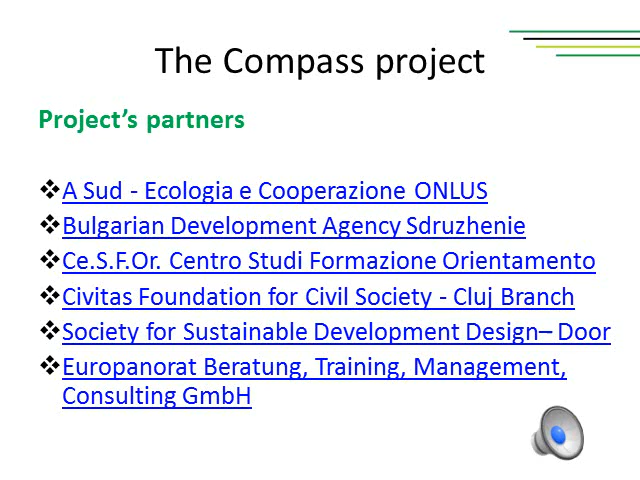 The Compass project
Project’s partners
❖A Sud - Ecologia e Cooperazione ONLUS
❖Bulgarian Development Agency Sdruzhenie
❖Ce.S.F.Or. Centro Studi Formazione Orientamento
❖Civitas Foundation for Civil Society - Cluj Branch
❖Society for Sustainable Development Design– Door
❖Europanorat Beratung, Training, Management,
Consulting GmbH